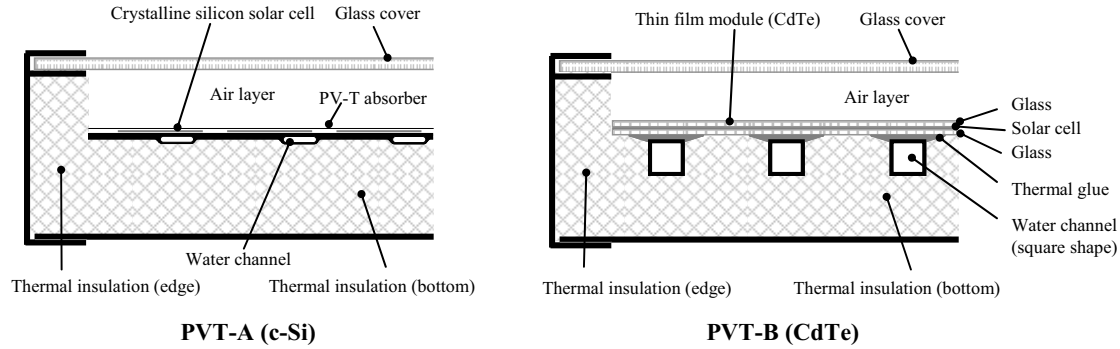 Crystalline silicon solar cell
Glass cover
Air layer
PV-T absorber
Water channel
Thermal insulation (edge)
Thermal insulation (bottom)
PVT-A (c-Si)
Thin film module (CdTe)
Glass cover
Air layer
Glass
Solar cell
Glass
Thermal glue
Water channel
(square shape)
Thermal insulation (edge)
Thermal insulation (bottom)
PVT-B (CdTe)